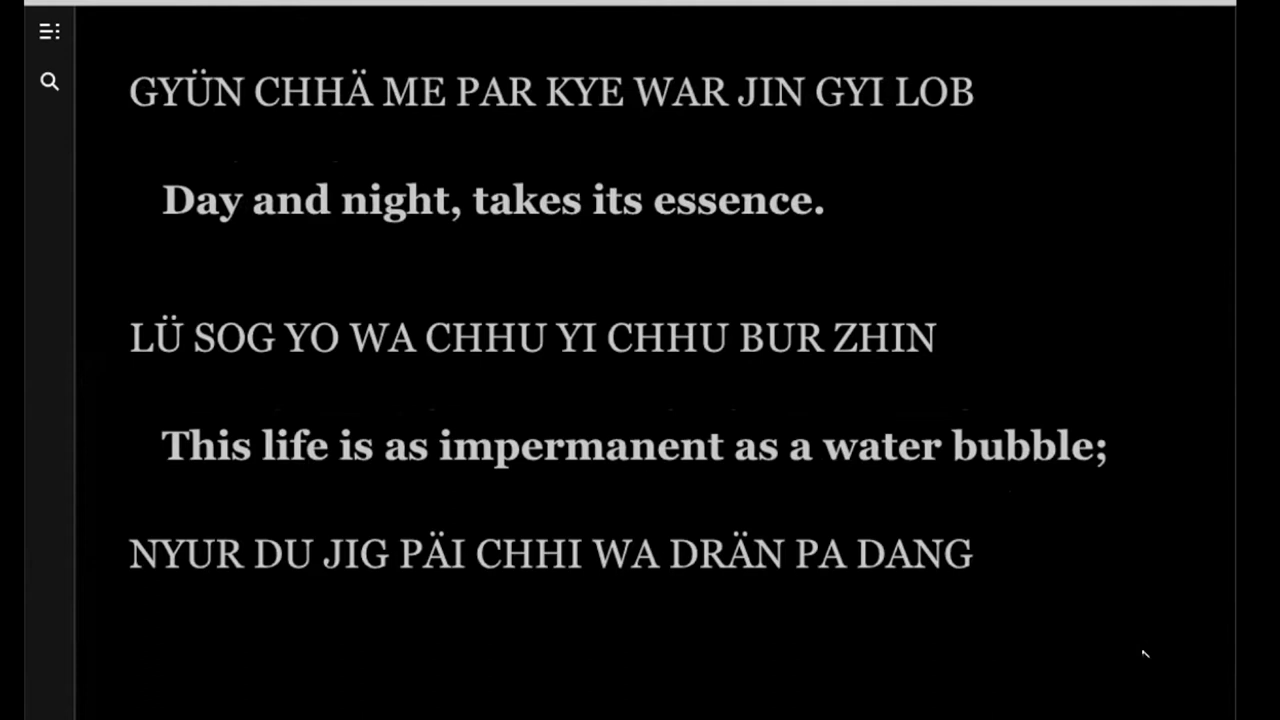 GYÜN CHHÄ ME PAR KYE WAR JIN GYI LOB
Day and night, takes its essence.
LÜ SOG YO WA CHHU YI CHHU BUR ZHIN
This life is as impermanent as a water bubble;
NYUR DU JIG PÄI CHHI WA DRÄN PA DANG